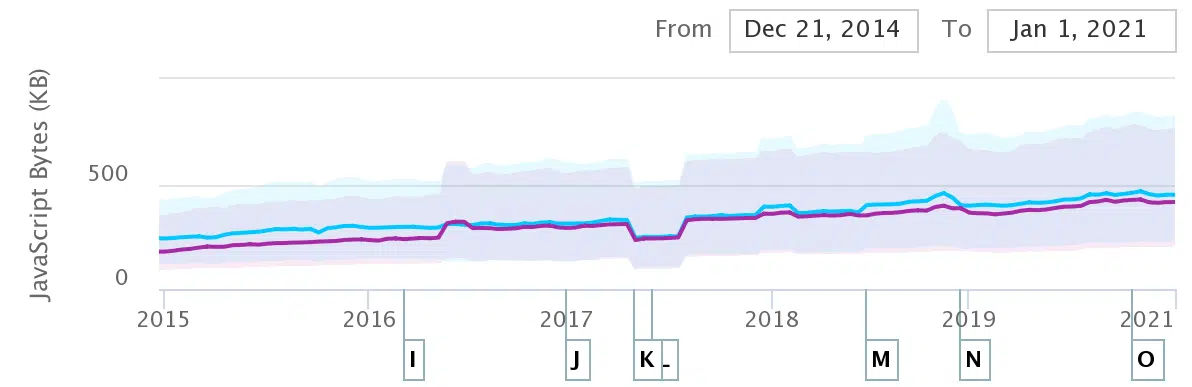 From Dec 21, 2014 To Jan 1, 2021
JavaScript Bytes (KB)
500
0
2015 2016 2017 2018 2019 2021
I J K M N O